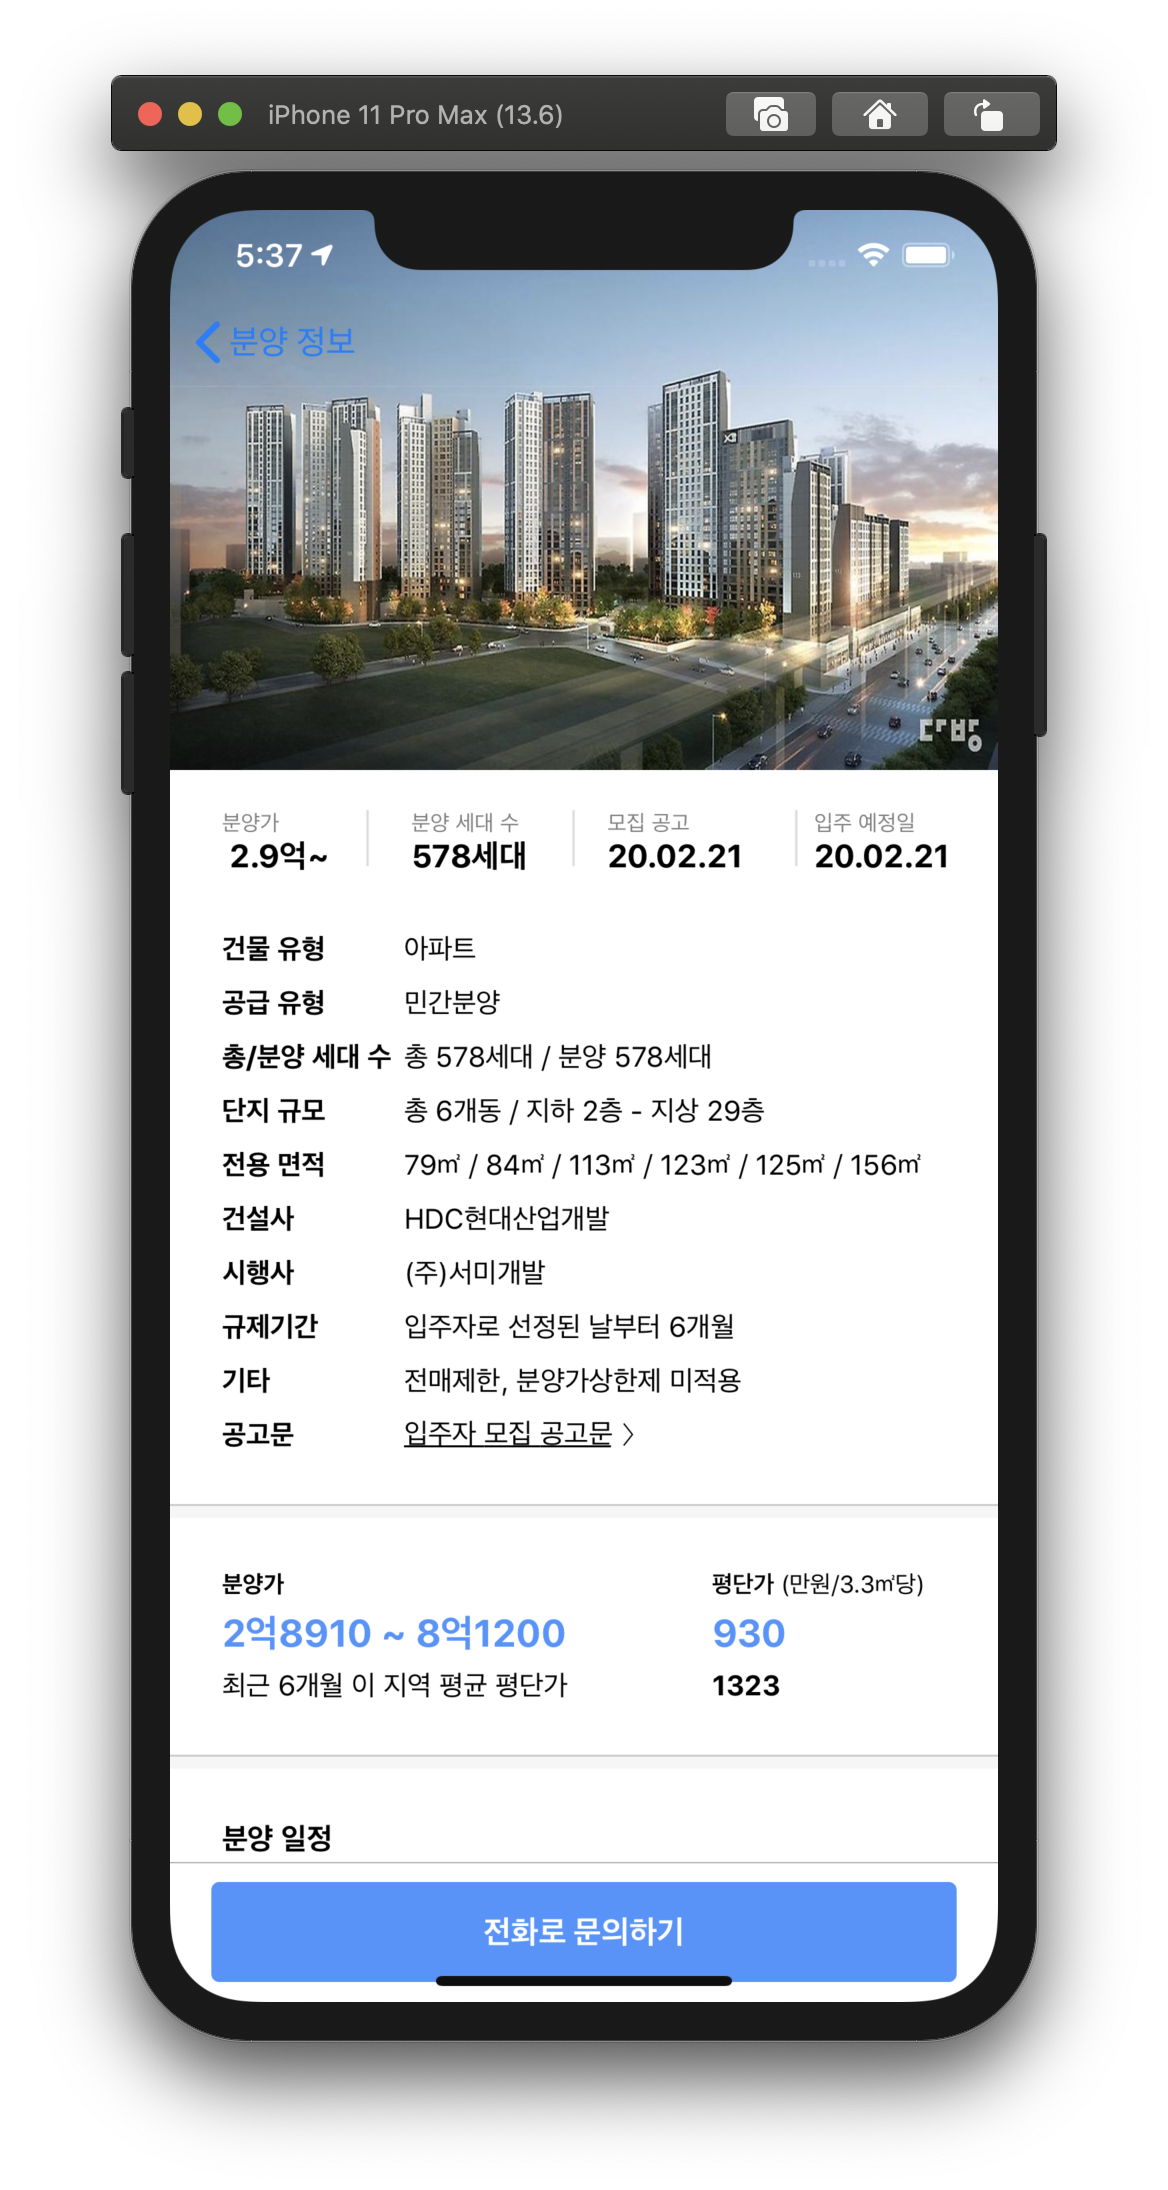 iPhone 11 Pro Max (13.6)
5:37
분양 정보
다방
분양가 분양 세대 수 모집 공고 입주 예정일
2.9억~ 578세대 20.02.21 20.02.21
건물 유형 아파트
공급 유형 민간분양
총/분양 세대 수 총 578세대 / 분양 578세대
단지 규모 총 6개동 / 지하 2층 - 지상 29층
전용 면적 79㎡ / 84㎡ / 113㎡ / 123㎡ / 125㎡ / 156㎡
건설사 HDC현대산업개발
시행사 (주)서미개발
규제기간 입주자로 선정된 날부터 6개월
기타 전매제한, 분양가상한제 미적용
공고문 입주자 모집 공고문 >
분양가 평단가 (만원/3.3㎡당)
2억8910 ~ 8억1200 930
최근 6개월 이 지역 평균 평단가 1323
분양 일정
전화로 문의하기